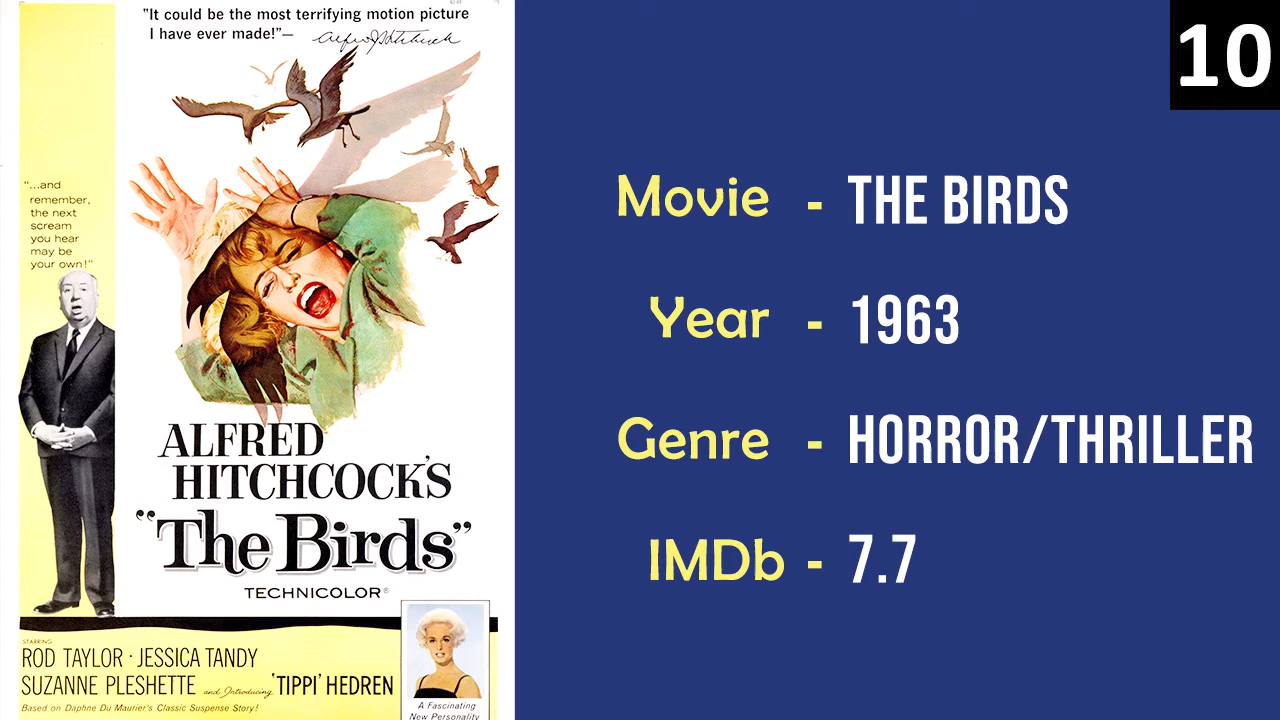 "It could be the most terrifying motion picture
I have ever made!"— Alfred J Hitchcock
10
"...and
remember,
the next
scream
you hear
may be
your own!"
ALFRED
HITCHCOCK'S
"The Birds"
TECHNICOLOR®
STARRING
ROD TAYLOR · JESSICA TANDY
SUZANNE PLESHETTE and Introducing 'TIPPI' HEDREN
Based on Daphne Du Maurier's Classic Suspense Story!
A Fascinating
New Personality
Movie - THE BIRDS
Year - 1963
Genre - HORROR/THRILLER
IMDb - 7.7